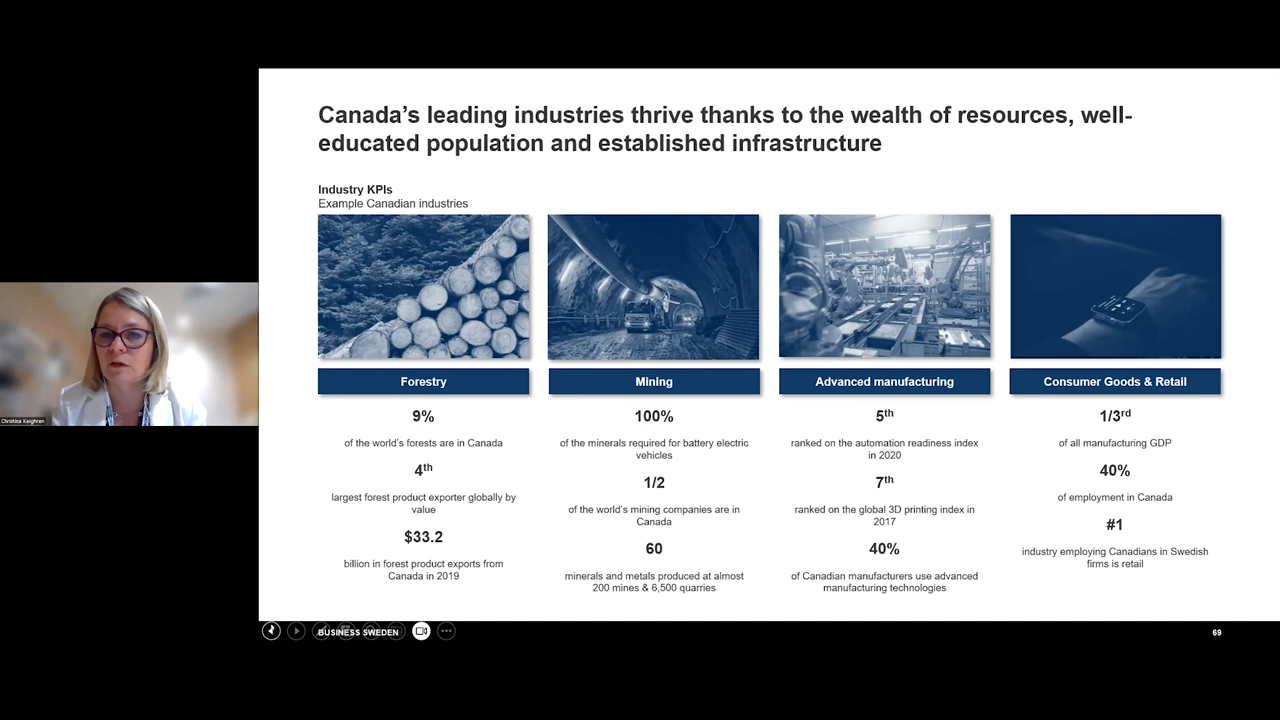 Canada's leading industries thrive thanks to the wealth of resources, well-
educated population and established infrastructure
Industry KPIs
Example Canadian industries
Forestry
9%
of the world's forests are in Canada
4th
largest forest product exporter globally by
value
$33.2
billion in forest product exports from
Canada in 2019
Mining
100%
of the minerals required for battery electric
vehicles
1/2
of the world's mining companies are in
Canada
60
minerals and metals produced at almost
200 mines & 6,500 quarries
Advanced manufacturing
5th
ranked on the automation readiness index
in 2020
7th
ranked on the global 3D printing index in
2017
40%
of Canadian manufacturers use advanced
manufacturing technologies
Consumer Goods & Retail
1/3rd
of all manufacturing GDP
40%
of employment in Canada
#1
industry employing Canadians in Swedish
firms is retail
Christina Keighren
BUSINESS SWEDEN
69